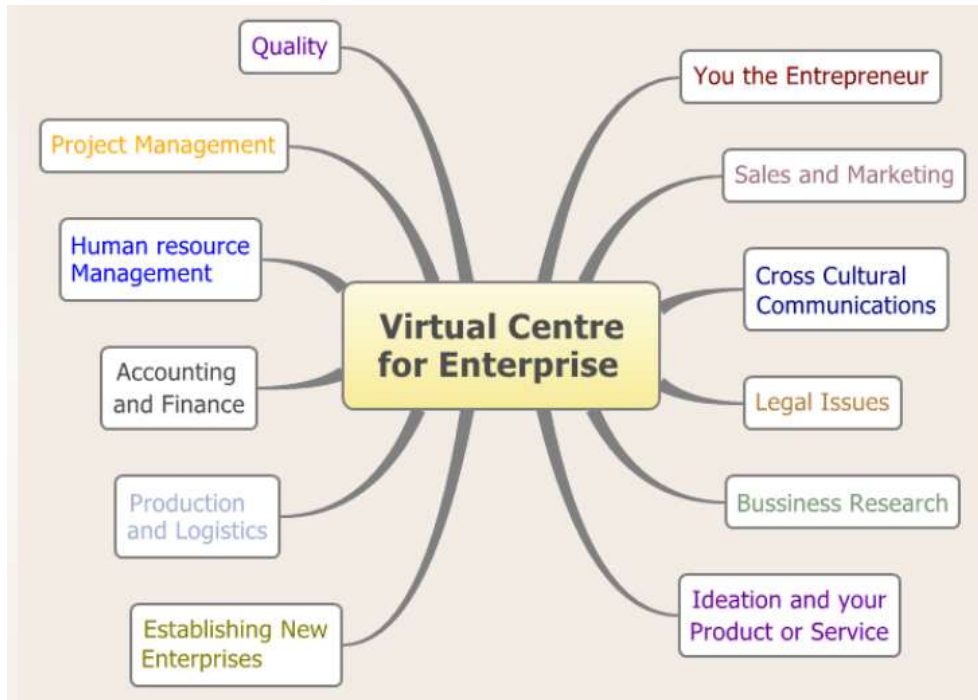 Quality
You the Entrepreneur
Project Management
Sales and Marketing
Human resource
Management
Cross Cultural
Communications
Virtual Centre
for Enterprise
Accounting
and Finance
Legal Issues
Production
and Logistics
Bussiness Research
Establishing New
Enterprises
Ideation and your
Product or Service